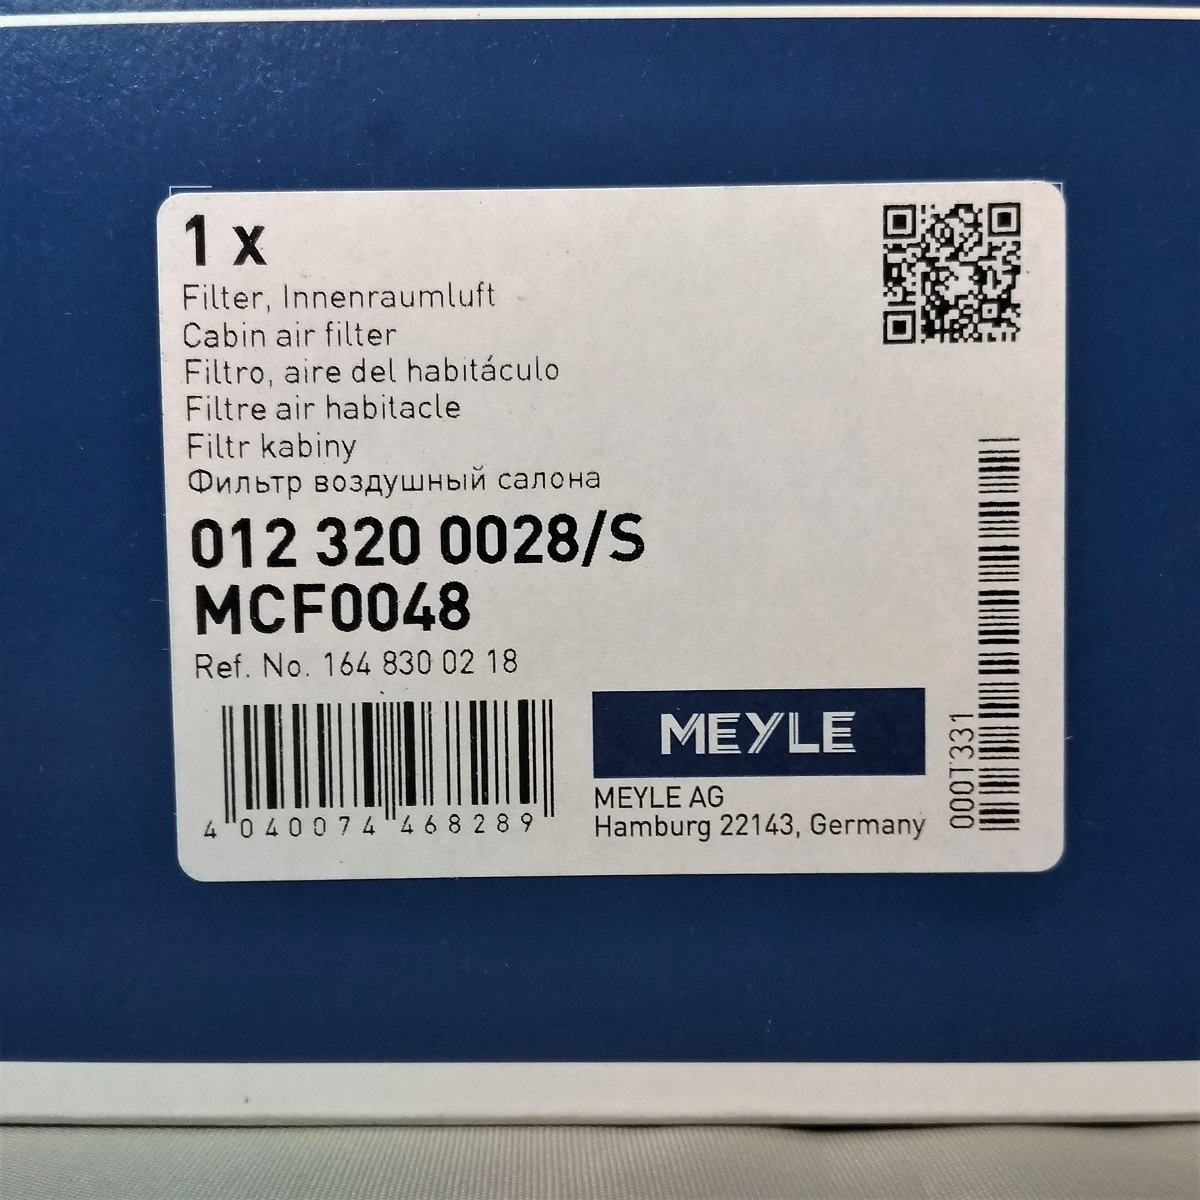 1 x
Filter, Innenraumluft
Cabin air filter
Filtro, aire del habitáculo
Filtre air habitacle
Filtr kabiny
Фильтр воздушный салона
012 320 0028/S
MCF0048
Ref. No. 164 830 02 18
4 040074 468289
MEYLE
MEYLE AG
Hamburg 22143, Germany
000T331